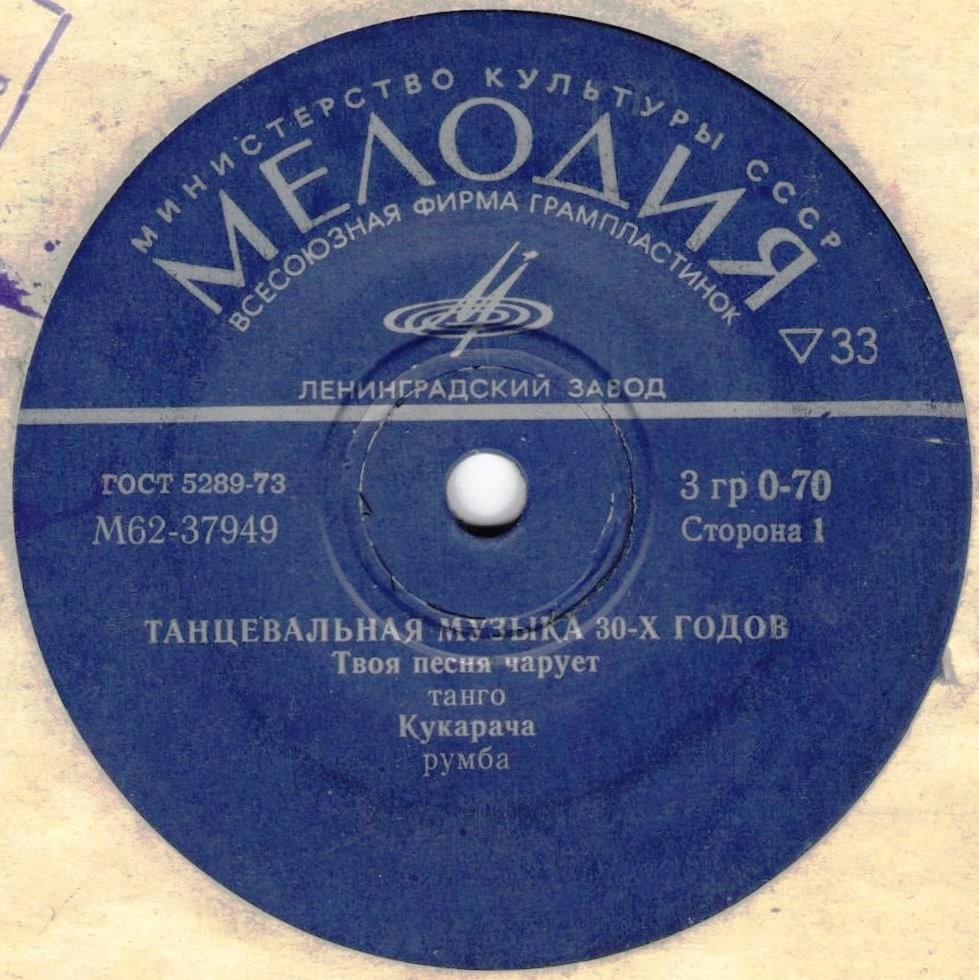 МИНИСТЕРСТВО КУЛЬТУРЫ СССР
МЕЛОДИЯ
ВСЕСОЮЗНАЯ ФИРМА ГРАМПЛАСТИНОК
33
ЛЕНИНГРАДСКИЙ ЗАВОД
ГОСТ 5289-73
3 гр 0-70
М62-37949
Сторона 1
ТАНЦЕВАЛЬНАЯ МУЗЫКА 30-Х ГОДОВ
Твоя песня чарует
танго
Кукарача
румба